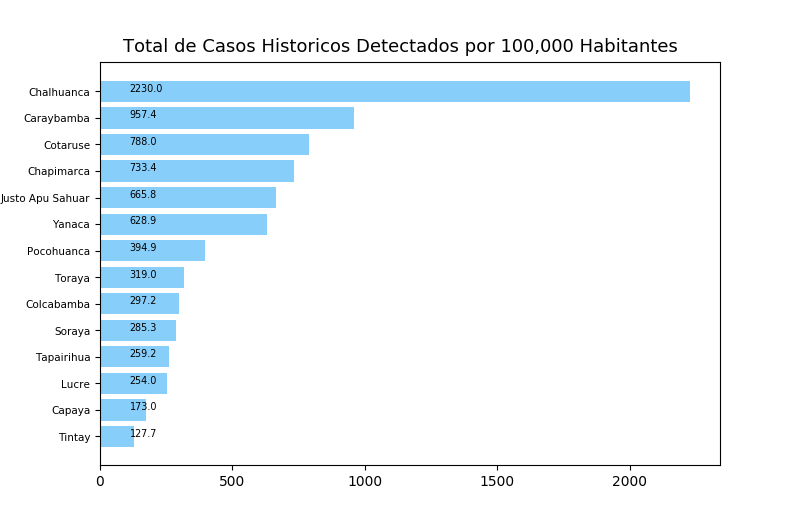 Total de Casos Historicos Detectados por 100,000 Habitantes
Chalhuanca 2230.0
Caraybamba 957.4
Cotaruse 788.0
Chapimarca 733.4
Justo Apu Sahuar 665.8
Yanaca 628.9
Pocohuanca 394.9
Toraya 319.0
Colcabamba 297.2
Soraya 285.3
Tapairihua 259.2
Lucre 254.0
Capaya 173.0
Tintay 127.7
0 500 1000 1500 2000